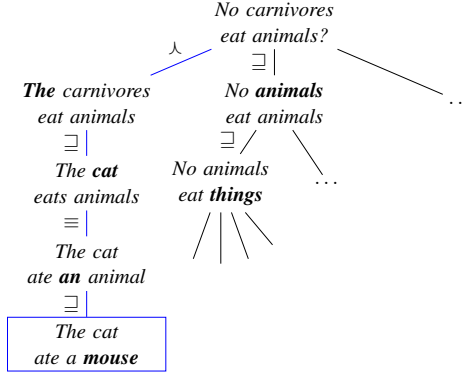 No carnivores
eat animals?
⋏
⊒
The carnivores
eat animals
No animals
eat animals
. .
⊒
⊒
The cat
eats animals
No animals
eat things
. . .
≡
The cat
ate an animal
⊒
The cat
ate a mouse